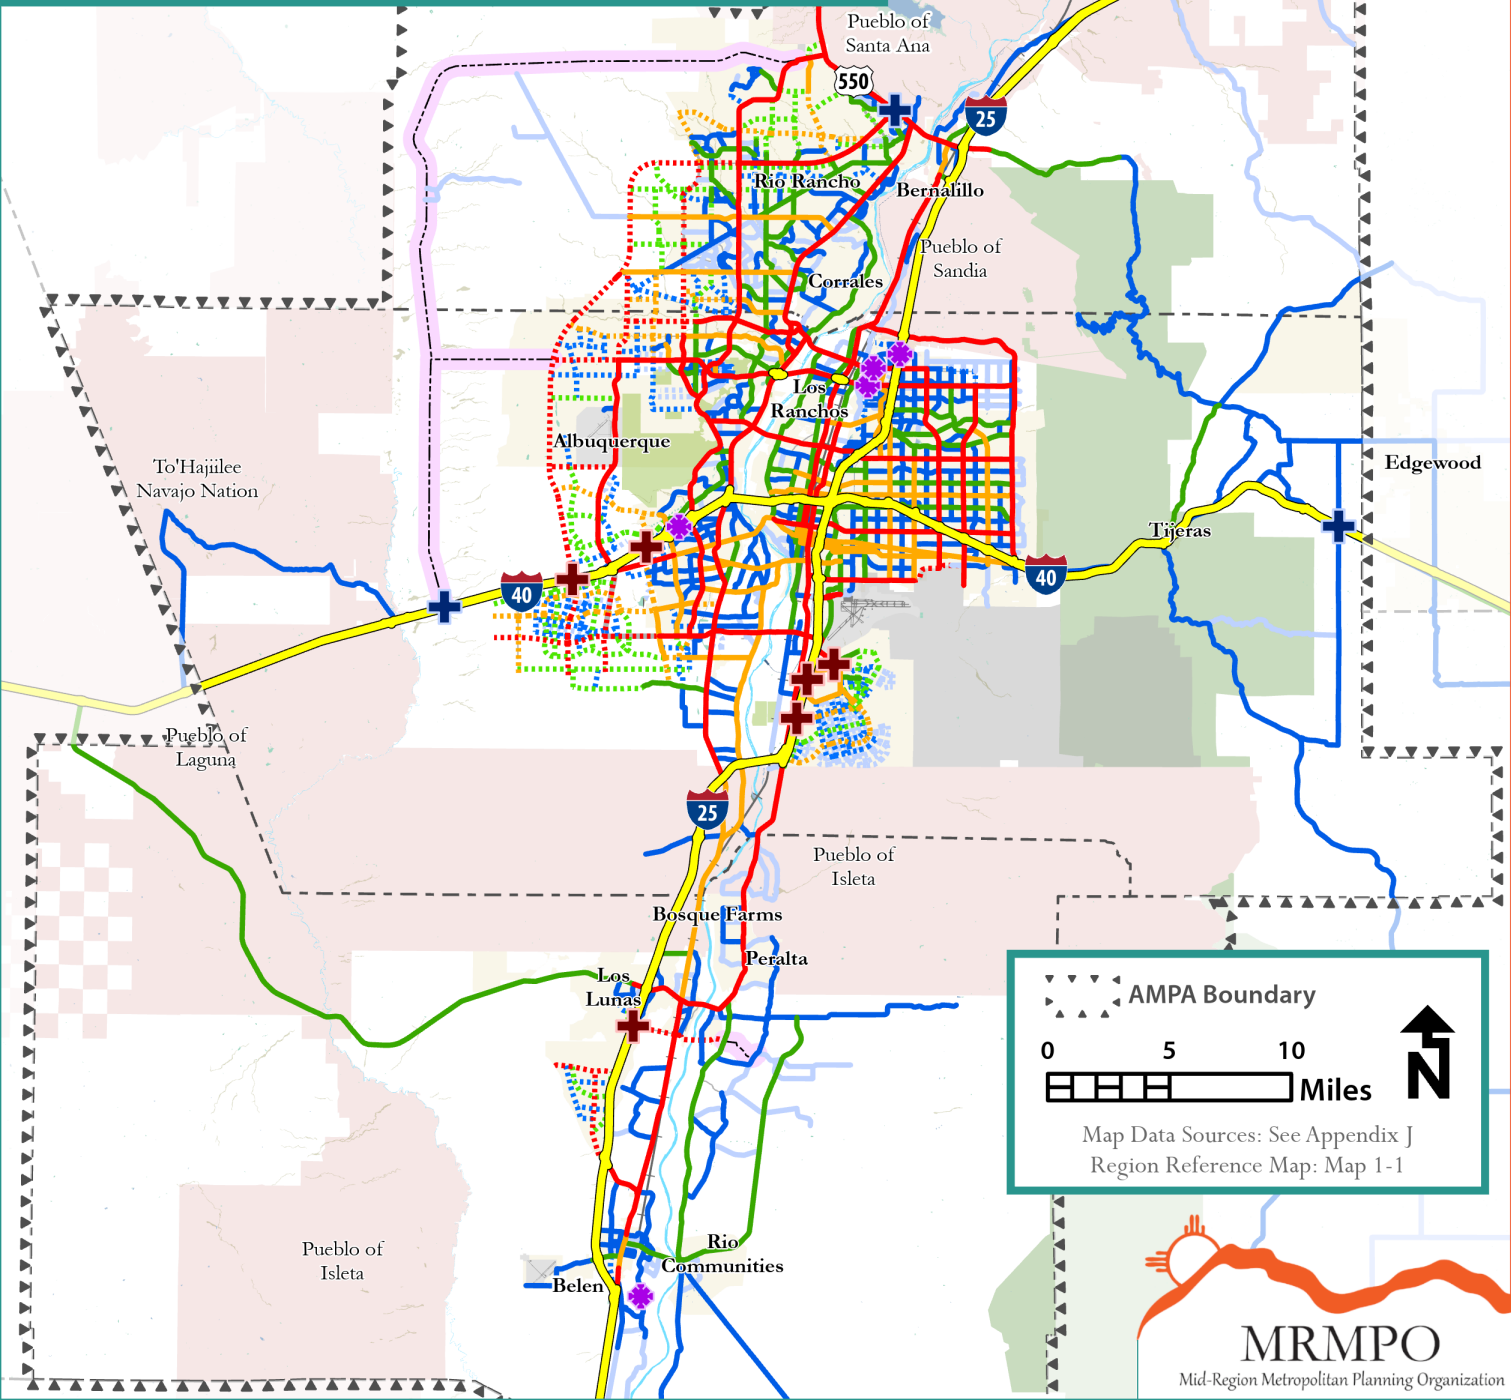 Pueblo of
Santa Ana
550
25
Rio Rancho
Bernalillo
Pueblo of
Sandia
Corrales
Los
Ranchos
Albuquerque
To'Hajiilee
Navajo Nation
Edgewood
Tijeras
40
40
Pueblo of
Laguna
25
Pueblo of
Isleta
Bosque Farms
Peralta
Los
Lunas
AMPA Boundary
0 5 10
Miles
N
Map Data Sources: See Appendix J
Region Reference Map: Map 1-1
Pueblo of
Isleta
Rio
Communities
Belen
MRMPO
Mid-Region Metropolitan Planning Organization